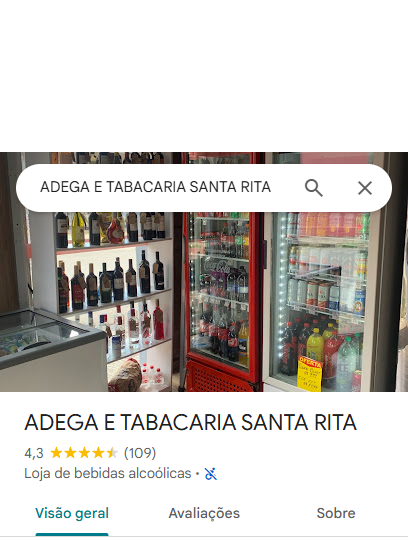 ADEGA E TABACARIA SANTA RITA
OFERTA
ADEGA E TABACARIA SANTA RITA
4,3 (109)
Loja de bebidas alcoólicas ·
Visão geral
Avaliações
Sobre